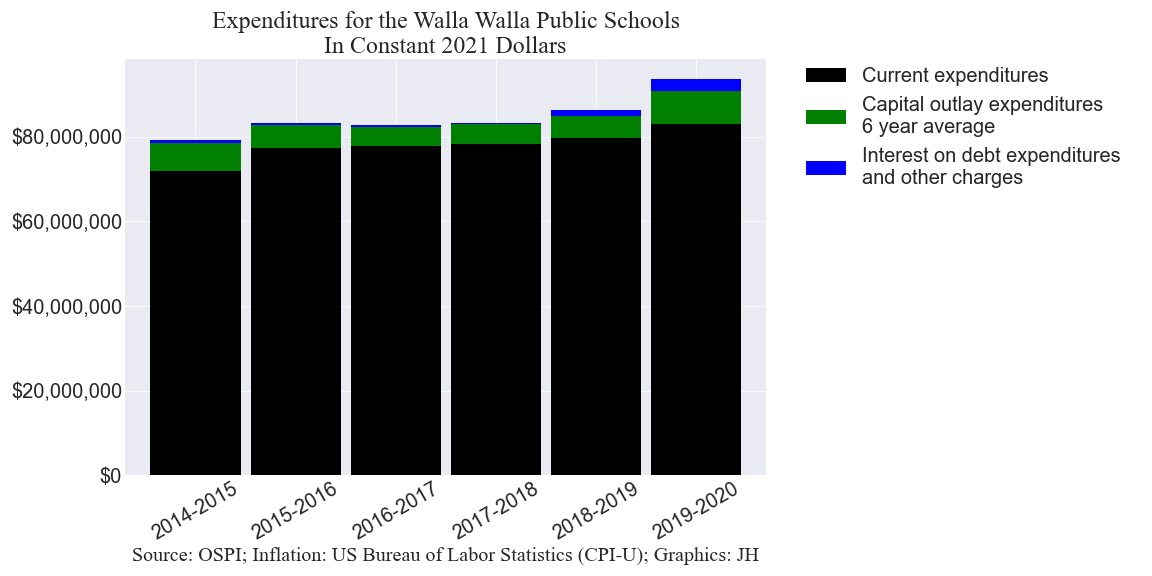 Expenditures for the Walla Walla Public Schools
In Constant 2021 Dollars
Current expenditures
Capital outlay expenditures
6 year average
Interest on debt expenditures
and other charges
$80,000,000
$60,000,000
$40,000,000
$20,000,000
$0
2014-2015
2015-2016
2016-2017
2017-2018
2018-2019
2019-2020
Source: OSPI; Inflation: US Bureau of Labor Statistics (CPI-U); Graphics: JH